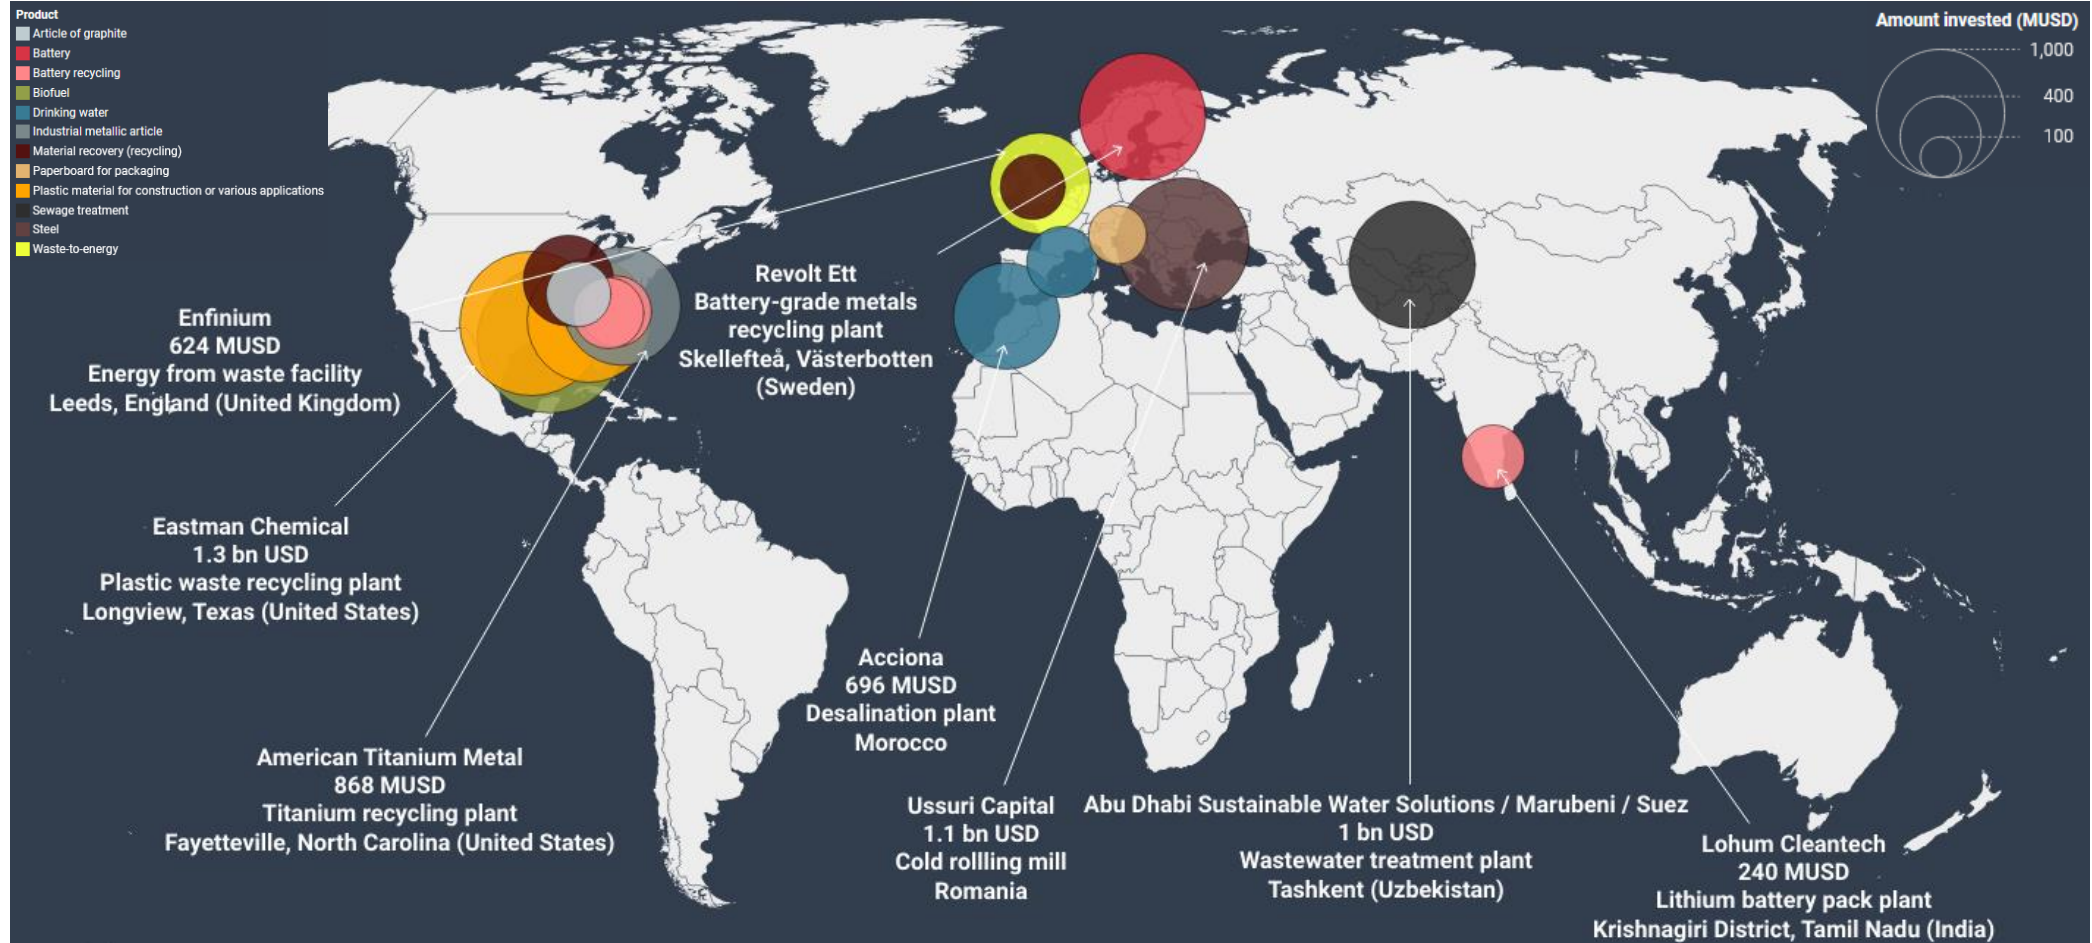 Product
Article of graphite
Battery
Battery recycling
Biofuel
Drinking water
Industrial metallic article
Material recovery (recycling)
Paperboard for packaging
Plastic material for construction or various applications
Sewage treatment
Steel
Waste-to-energy
Amount invested (MUSD)
1,000
400
100
Enfinium
624 MUSD
Energy from waste facility
Leeds, England (United Kingdom)
Revolt Ett
Battery-grade metals
recycling plant
Skellefteå, Västerbotten
(Sweden)
Eastman Chemical
1.3 bn USD
Plastic waste recycling plant
Longview, Texas (United States)
American Titanium Metal
868 MUSD
Titanium recycling plant
Fayetteville, North Carolina (United States)
Acciona
696 MUSD
Desalination plant
Morocco
Ussuri Capital
1.1 bn USD
Cold rollling mill
Romania
Abu Dhabi Sustainable Water Solutions / Marubeni / Suez
1 bn USD
Wastewater treatment plant
Tashkent (Uzbekistan)
Lohum Cleantech
240 MUSD
Lithium battery pack plant
Krishnagiri District, Tamil Nadu (India)